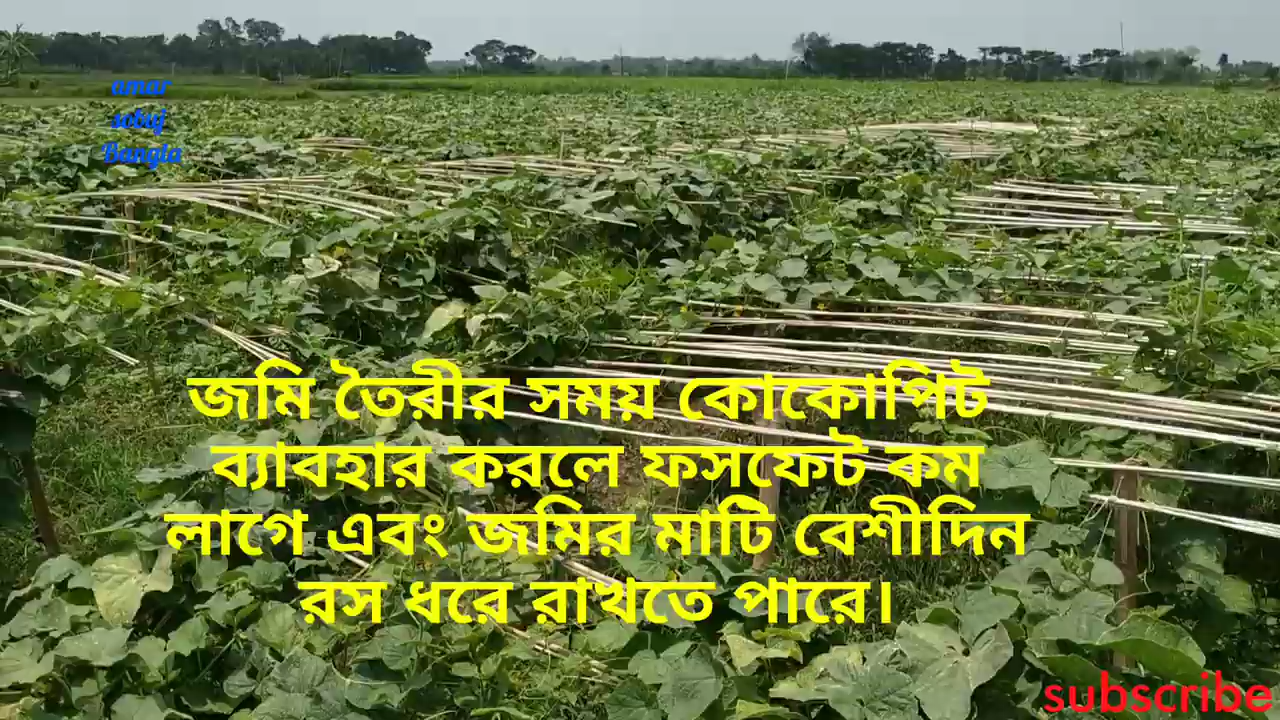 amar
sobuj
Bangla
জমি তৈরীর সময় কোকোপিট
ব্যাবহার করলে ফসফেট কম
লাগে এবং জমির মাটি বেশীদিন
রস ধরে রাখতে পারে।
subscribe